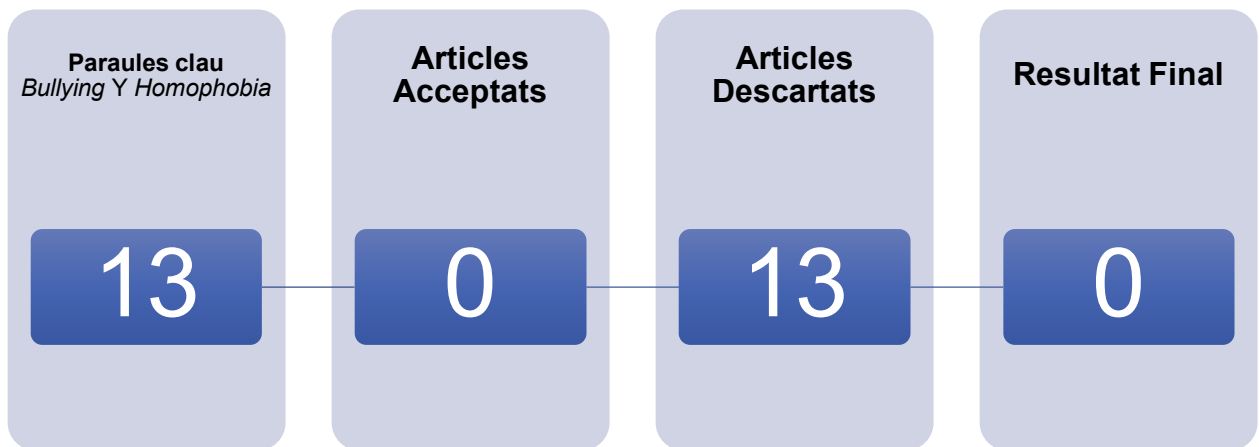 Paraules clau
Bullying Y Homophobia
13
Articles
Acceptats
0
Articles
Descartats
13
Resultat Final
0